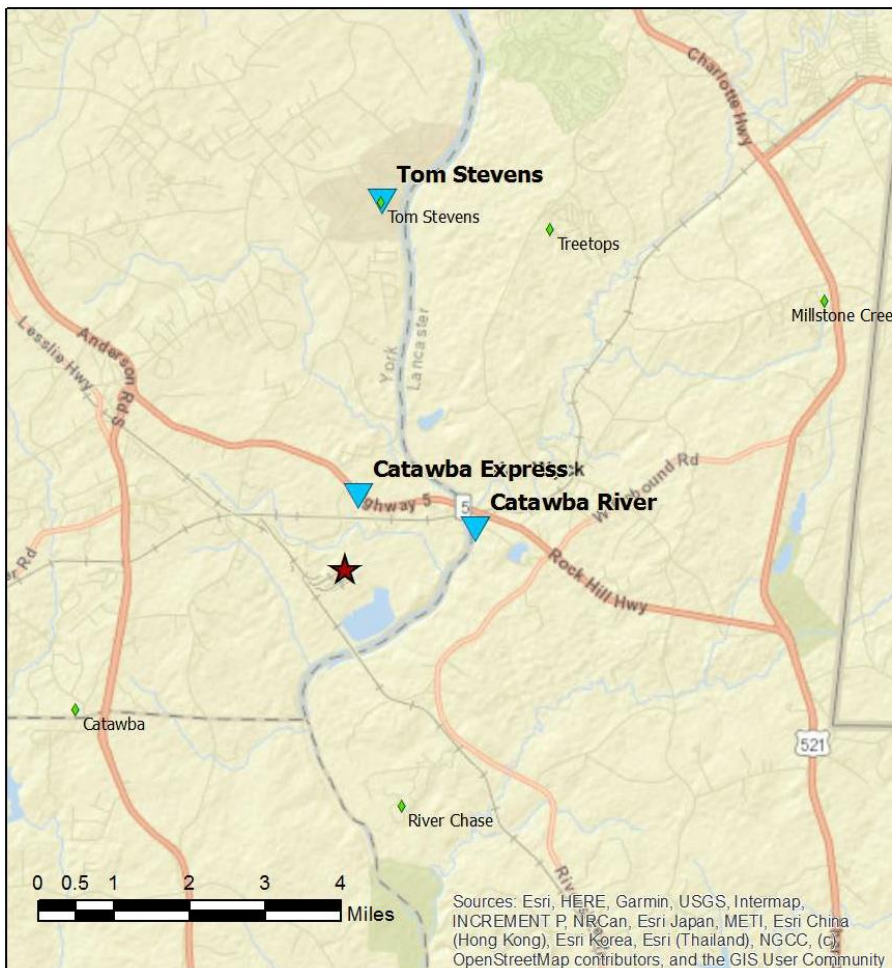 Charlotte Hwy
Tom Stevens
Tom Stevens
Treetops
Millstone Cree
York
Lancaster
Lesslie Hwy
Anderson Rd S
Catawba Express
ghway 5
5
Catawba River
Rock Hill Hwy
er Rd
Catawba
521
River Chase
0 0.5 1 2 3 4
Miles
Sources: Esri, HERE, Garmin, USGS, Intermap,
INCREMENT P, NRCan, Esri Japan, METI, Esri China
(Hong Kong), Esri Korea, Esri (Thailand), NGCC, (c)
OpenStreetMap contributors, and the GIS User Community